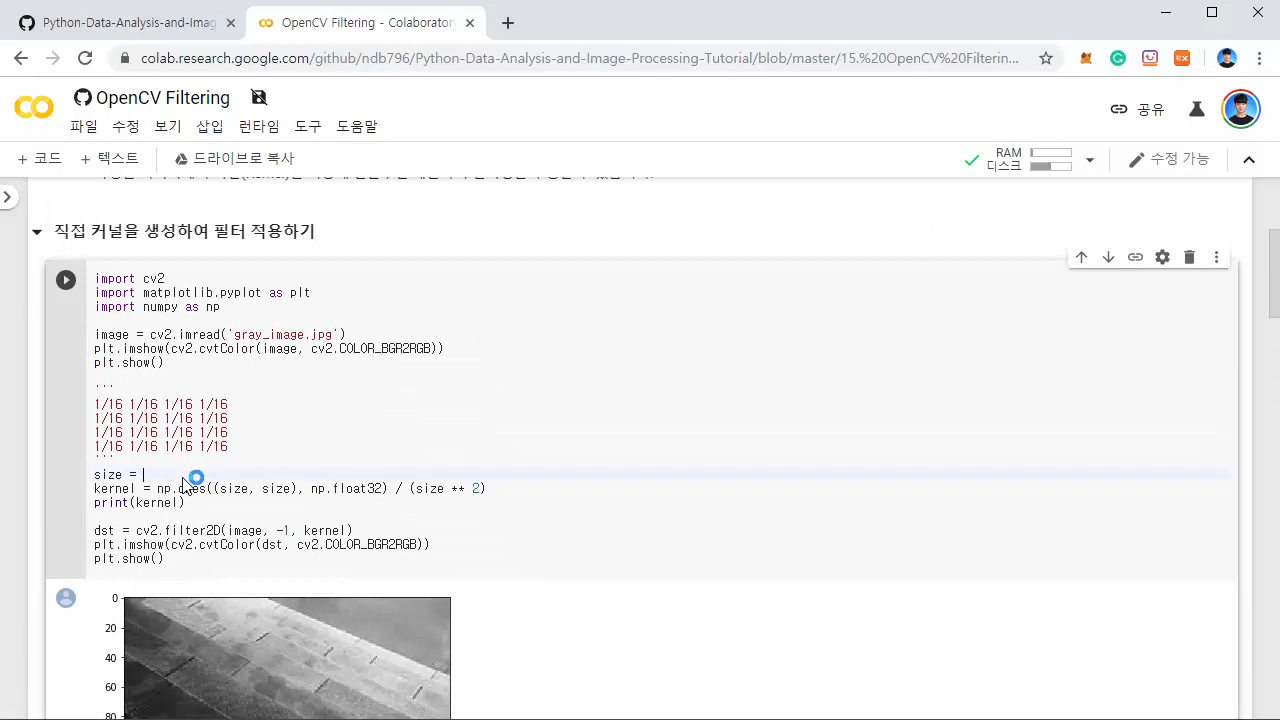 Python-Data-Analysis-and-Imag
OpenCV Filtering - Colaboratory
colab.research.google.com/github/ndb796/Python-Data-Analysis-and-Image-Processing-Tutorial/blob/master/15.%20OpenCV%20Filterin...
OpenCV Filtering
공유
파일 수정 보기 삽입 런타임 도구 도움말
+ 코드 + 텍스트 드라이브로 복사
RAM
디스크
수정 가능
직접 커널을 생성하여 필터 적용하기
import cv2
import matplotlib.pyplot as plt
import numpy as np
image = cv2.imread('gray_image.jpg')
plt.imshow(cv2.cvtColor(image, cv2.COLOR_BGR2RGB))
plt.show()
'''
1/16 1/16 1/16 1/16
1/16 1/16 1/16 1/16
1/16 1/16 1/16 1/16
1/16 1/16 1/16 1/16
'''
size =
kernel = np.ones((size, size), np.float32) / (size ** 2)
print(kernel)
dst = cv2.filter2D(image, -1, kernel)
plt.imshow(cv2.cvtColor(dst, cv2.COLOR_BGR2RGB))
plt.show()
0
20
40
60
80